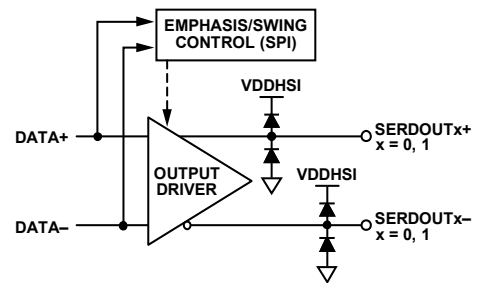 EMPHASIS/SWING
CONTROL (SPI)
VDDHSI
DATA+
SERDOUTx+
x = 0, 1
OUTPUT
DRIVER
VDDHSI
DATA–
SERDOUTx–
x = 0, 1